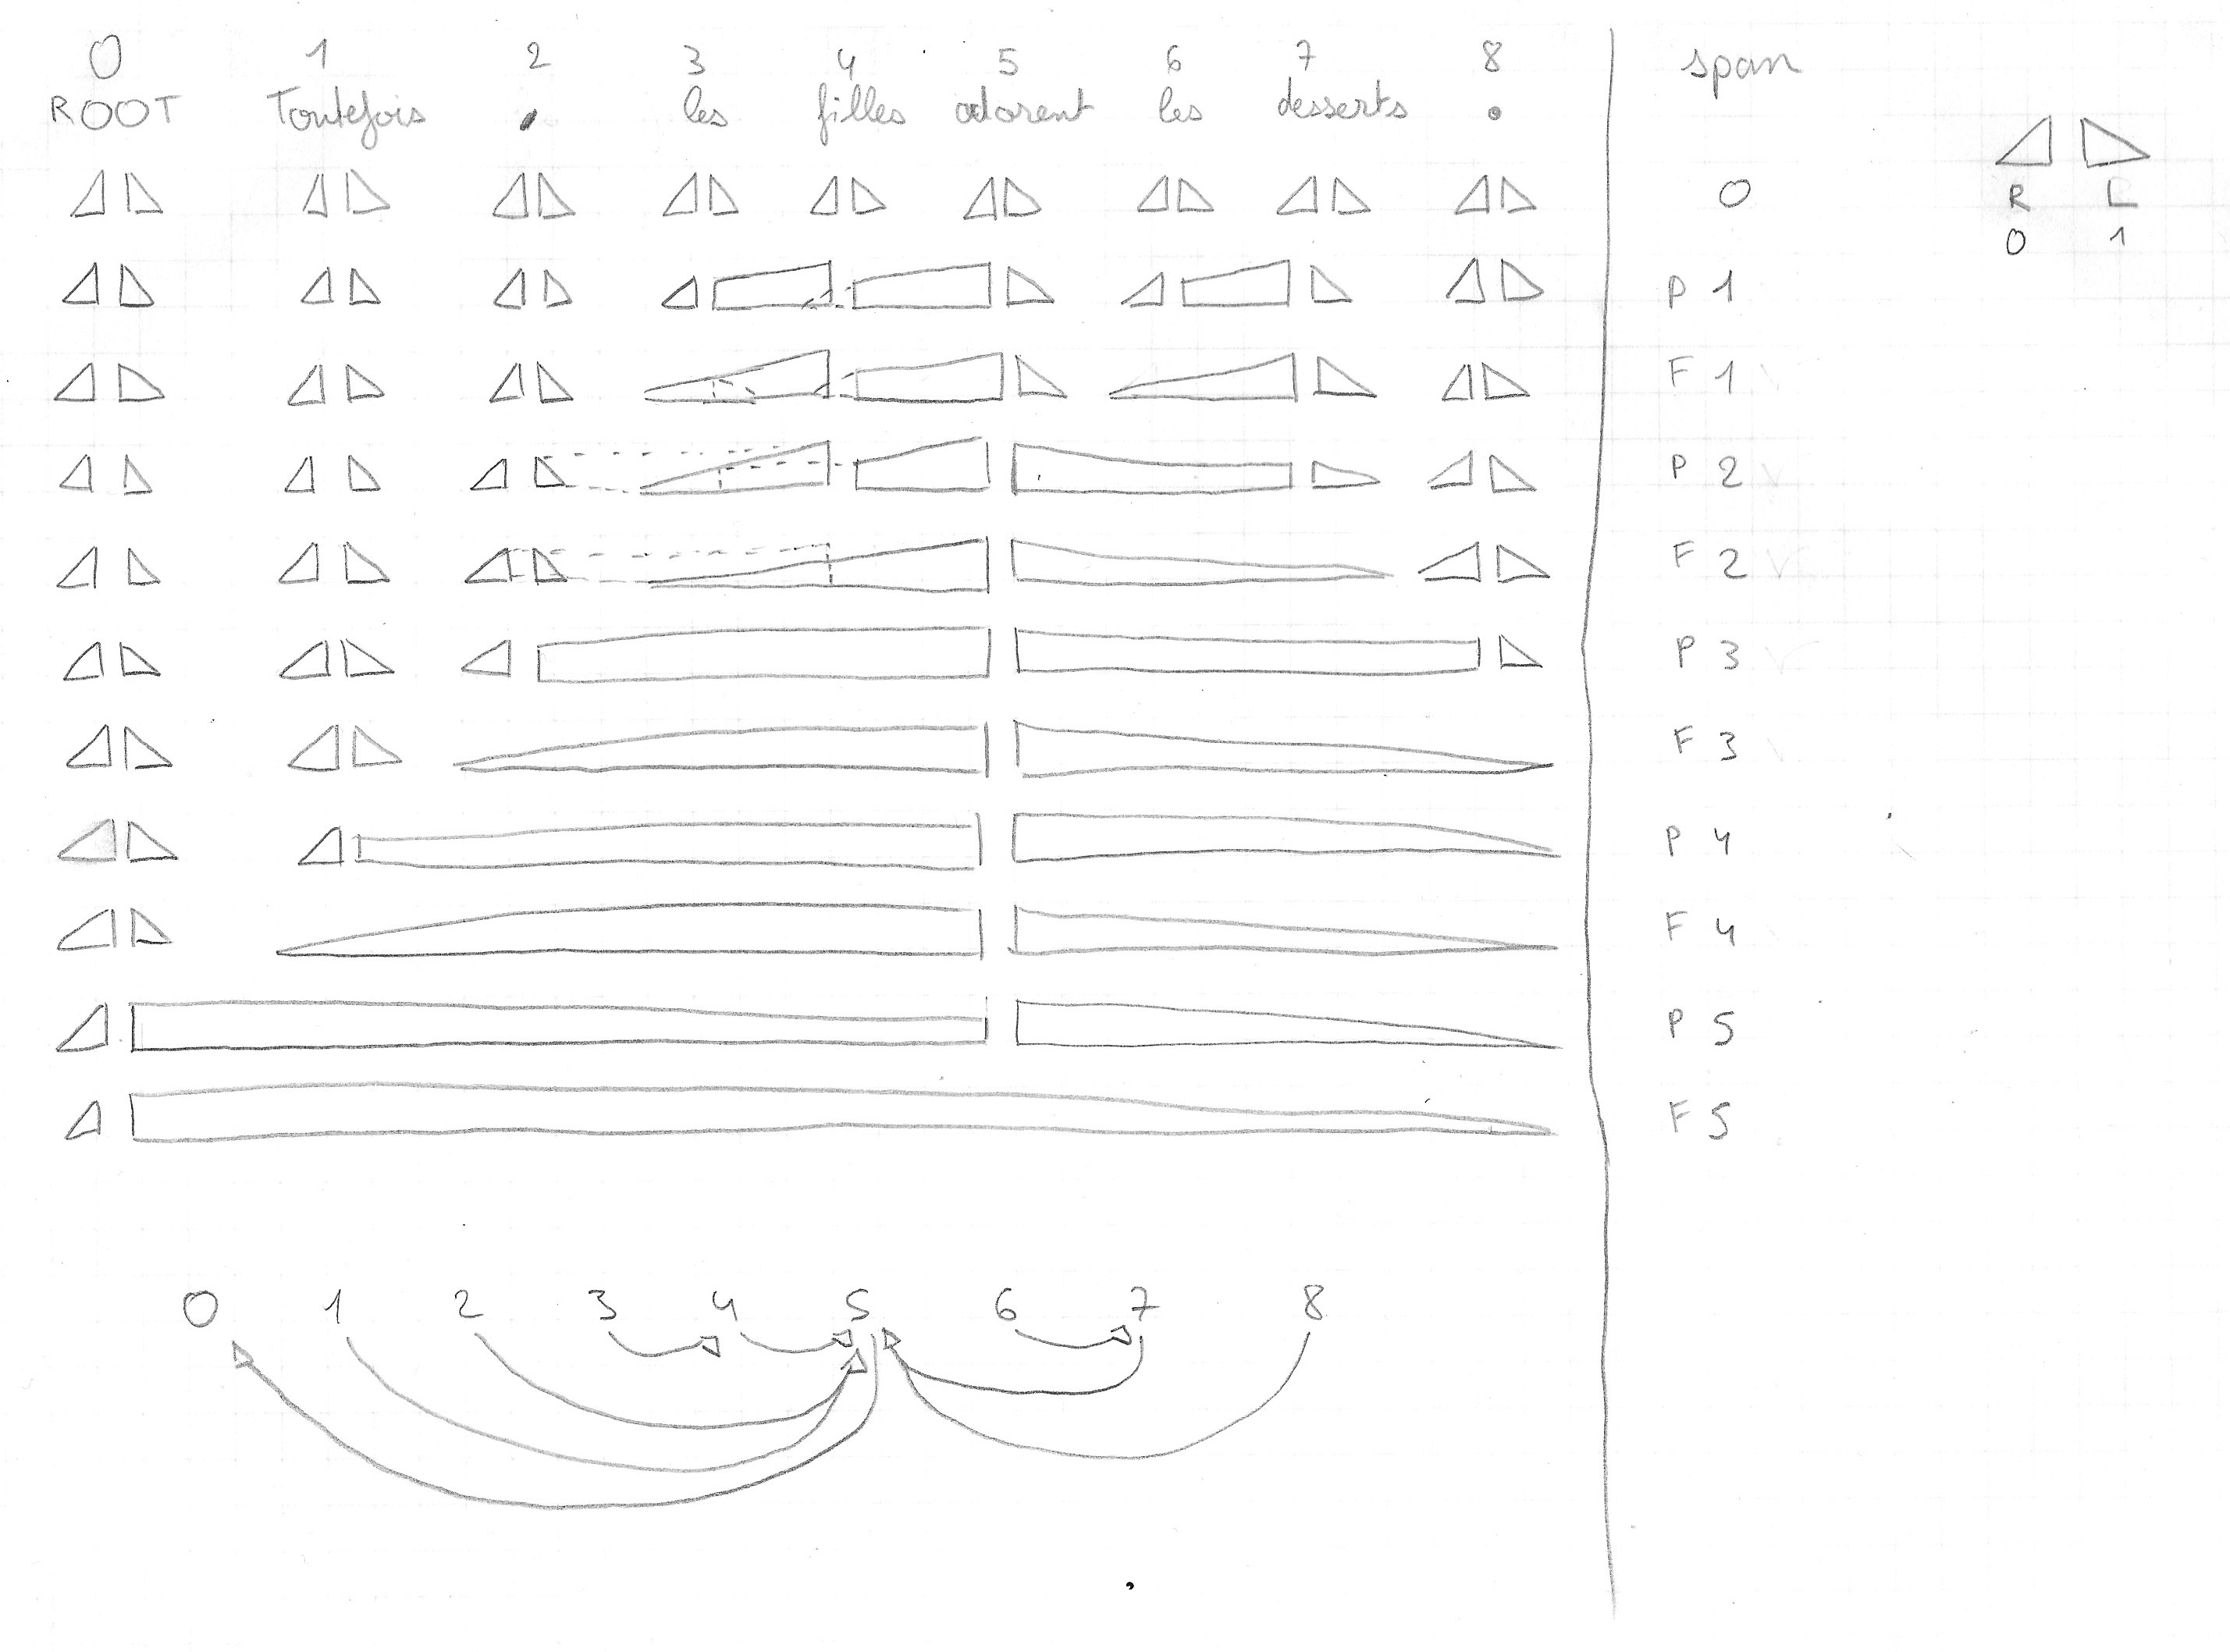 0 1 2 3 4 5 6 7 8 span
ROOT Toutefois , les filles adorent les desserts .
0
R L
0 1
P 1
F 1
P 2
F 2
P 3
F 3
P 4
F 4
P 5
F 5
0 1 2 3 4 5 6 7 8